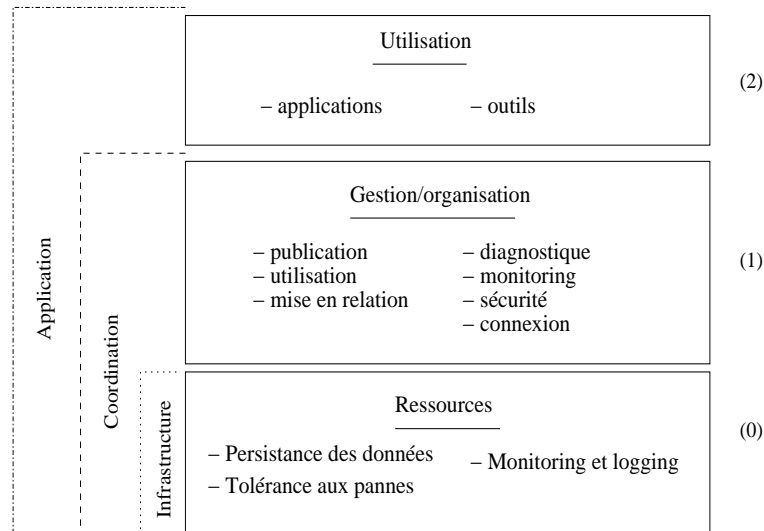 Utilisation
– applications
– outils
(2)
Gestion/organisation
– publication
– utilisation
– mise en relation
– diagnostique
– monitoring
– sécurité
– connexion
(1)
Ressources
– Persistance des données
– Tolérance aux pannes
– Monitoring et logging
(0)
Application
Coordination
Infrastructure